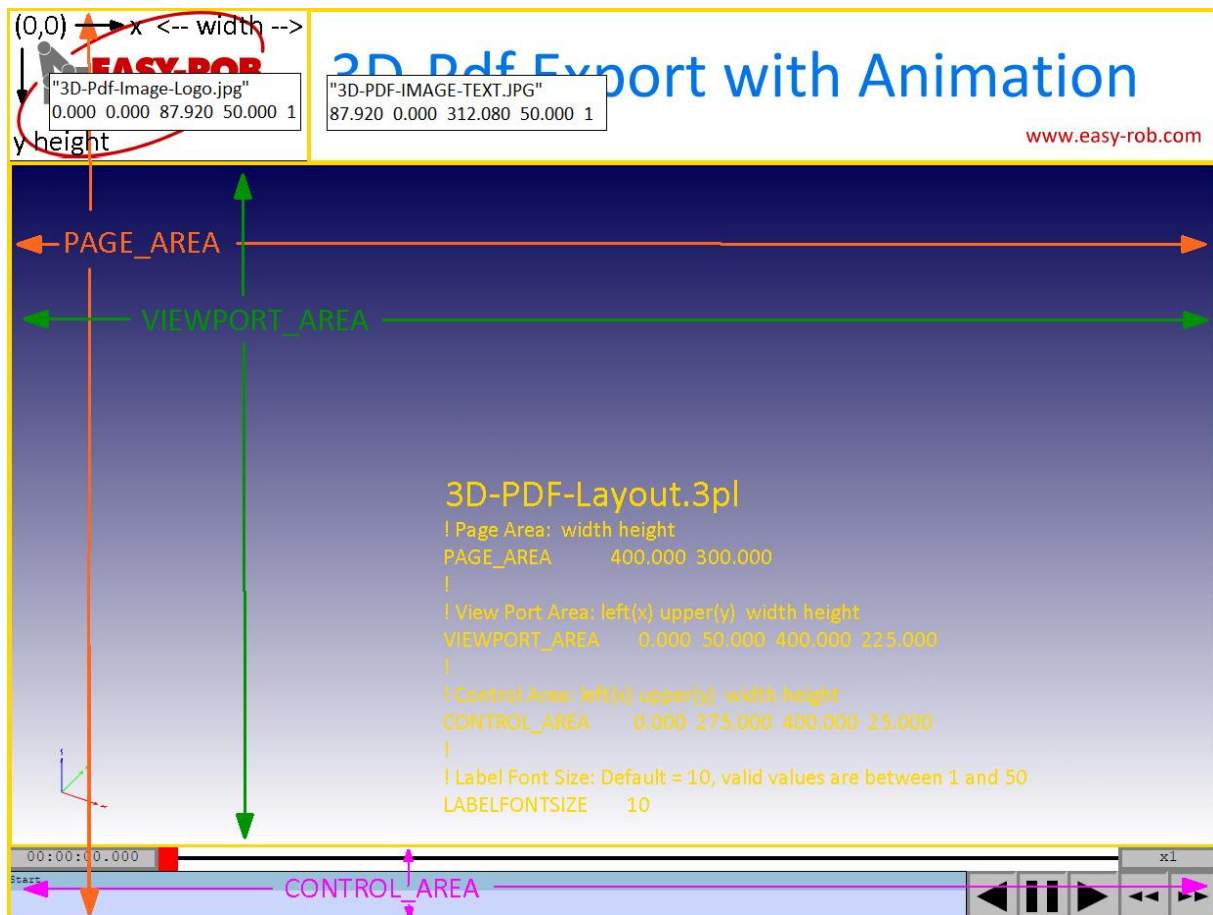 (0,0) x <-- width -->
EASY-ROB
"3D-Pdf-Image-Logo.jpg"
0.000 0.000 87.920 50.000 1
y height
3D-Pdf Export with Animation
"3D-PDF-IMAGE-TEXT.JPG"
87.920 0.000 312.080 50.000 1
www.easy-rob.com
PAGE_AREA
VIEWPORT_AREA
3D-PDF-Layout.3pl
! Page Area: width height
PAGE_AREA 400.000 300.000
!
! View Port Area: left(x) upper(y) width height
VIEWPORT_AREA 0.000 50.000 400.000 225.000
!
! Control Area: left(x) upper(y) width height
CONTROL_AREA 0.000 275.000 400.000 25.000
!
! Label Font Size: Default = 10, valid values are between 1 and 50
LABELFONTSIZE 10
00:00:00.000
x1
Start
CONTROL_AREA